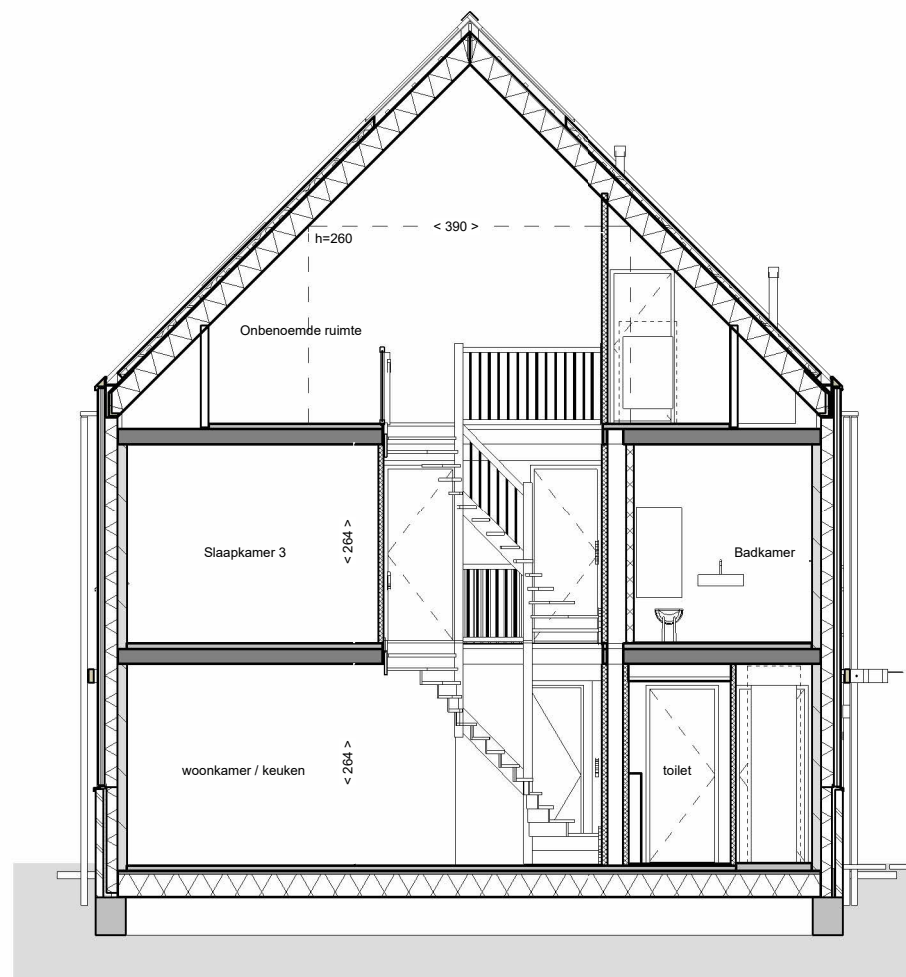 < 390 >
h=260
Onbenoemde ruimte
Slaapkamer 3
< 264 >
Badkamer
woonkamer / keuken
< 264 >
toilet